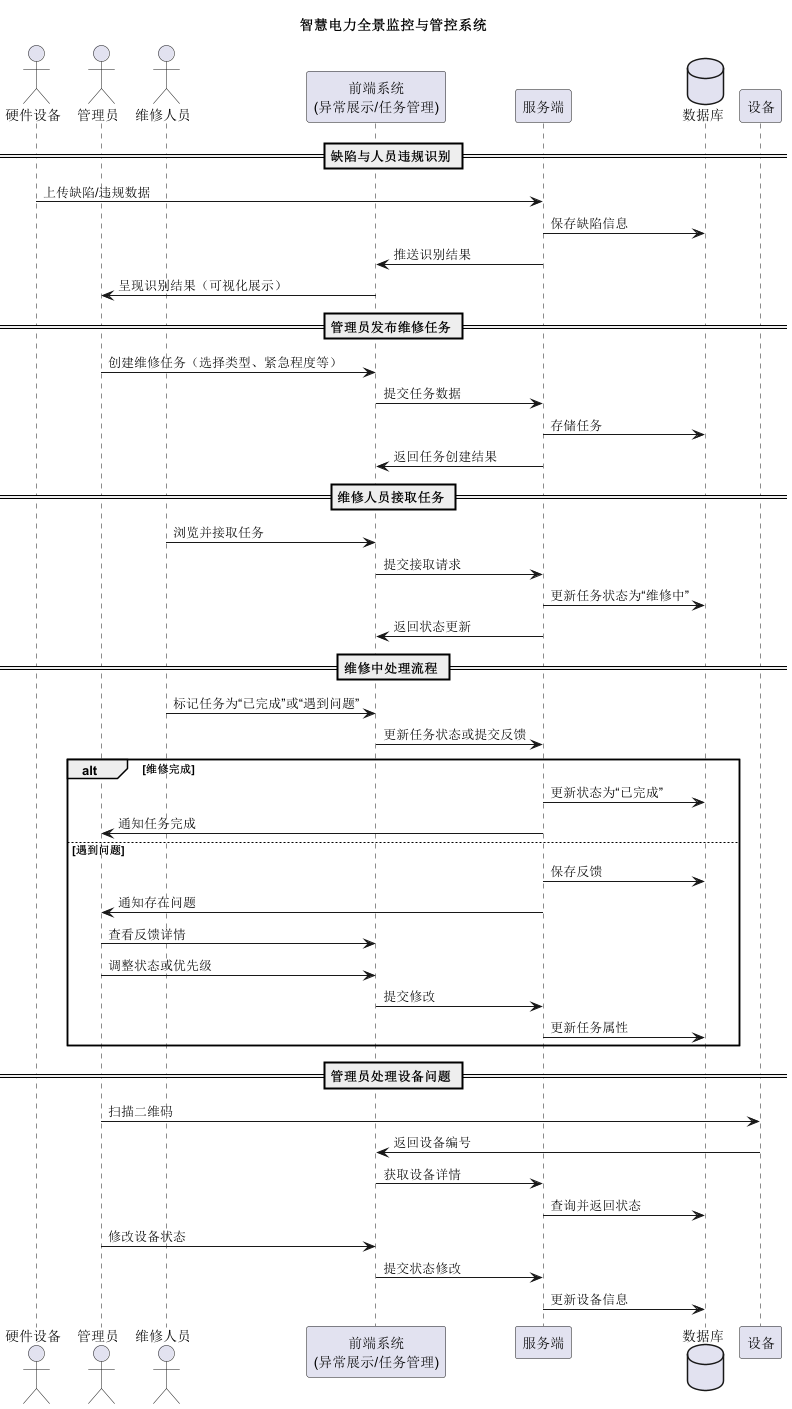 智慧电力全景监控与管控系统
硬件设备
管理员
维修人员
前端系统
(异常展示/任务管理)
服务端
数据库
设备
缺陷与人员违规识别
上传缺陷/违规数据
保存缺陷信息
推送识别结果
呈现识别结果（可视化展示）
管理员发布维修任务
创建维修任务（选择类型、紧急程度等）
提交任务数据
存储任务
返回任务创建结果
维修人员接取任务
浏览并接取任务
提交接取请求
更新任务状态为“维修中”
返回状态更新
维修中处理流程
标记任务为“已完成”或“遇到问题”
更新任务状态或提交反馈
alt
[维修完成]
更新状态为“已完成”
通知任务完成
[遇到问题]
保存反馈
通知存在问题
查看反馈详情
调整状态或优先级
提交修改
更新任务属性
管理员处理设备问题
扫描二维码
返回设备编号
获取设备详情
查询并返回状态
修改设备状态
提交状态修改
更新设备信息
硬件设备
管理员
维修人员
前端系统
(异常展示/任务管理)
服务端
数据库
设备